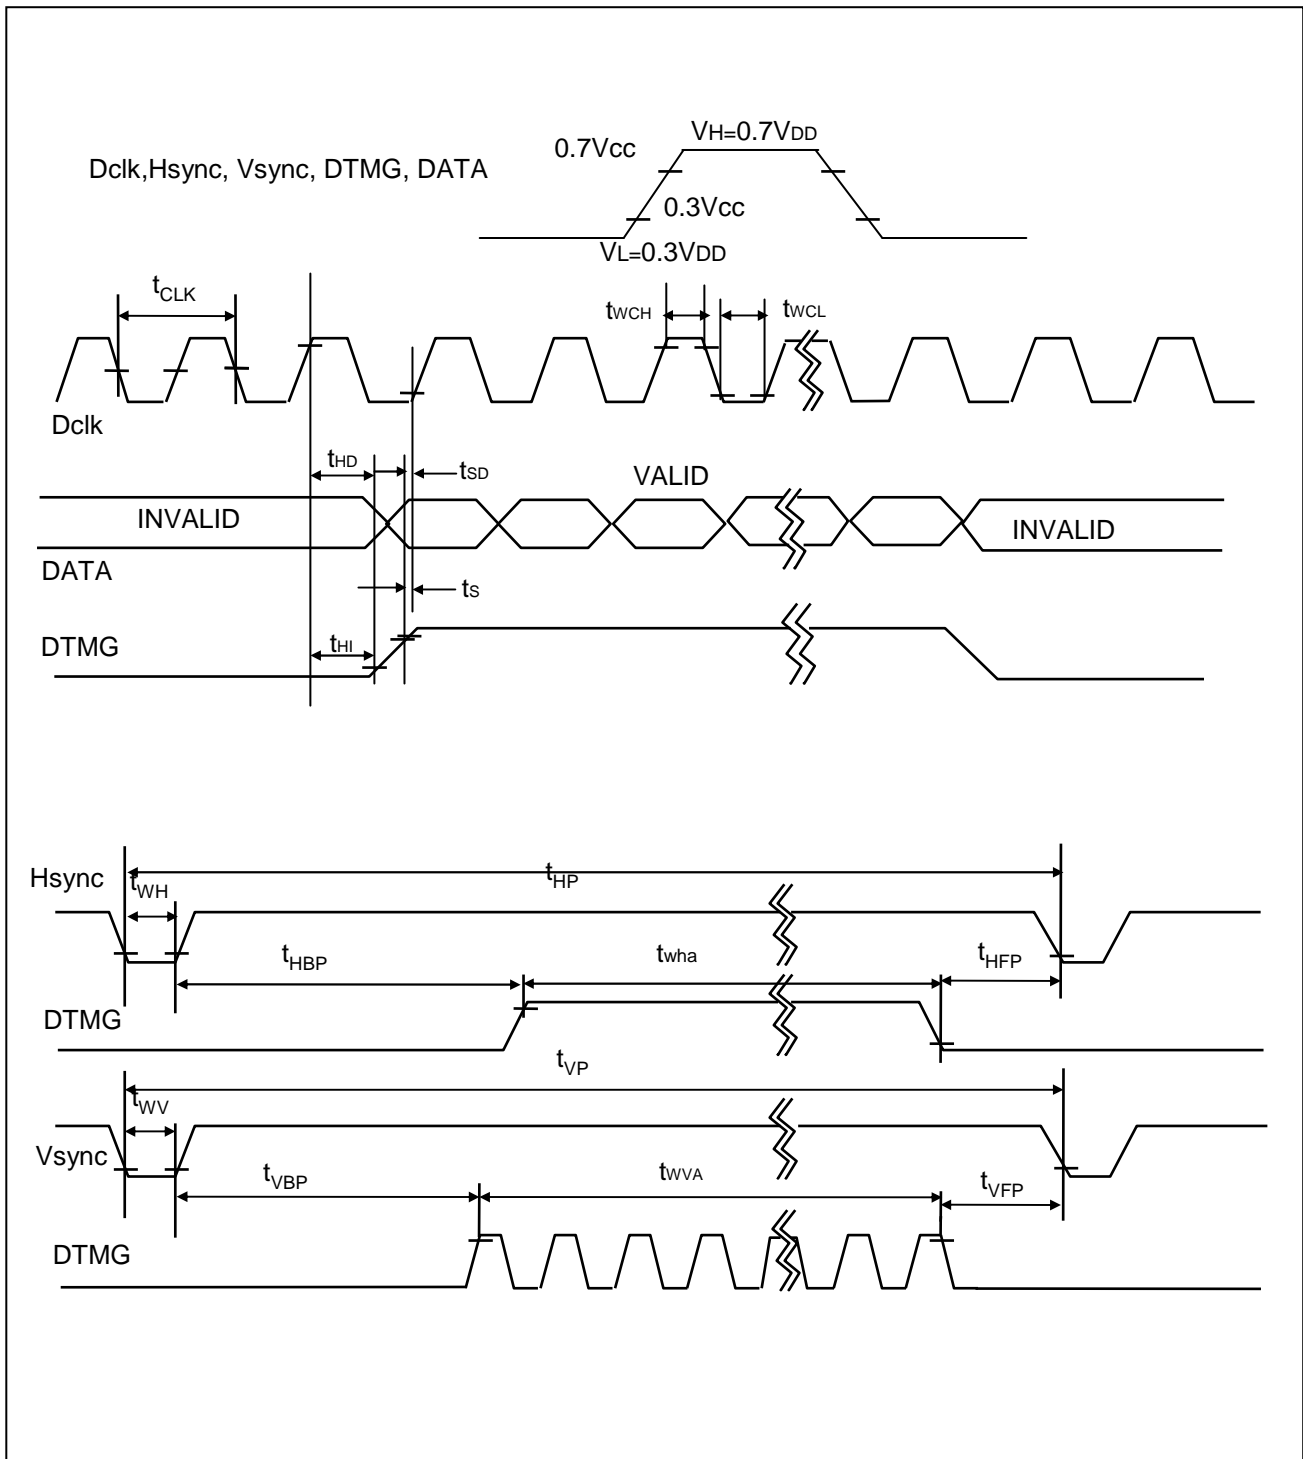 VH=0.7VDD
0.7Vcc
Dclk,Hsync, Vsync, DTMG, DATA
0.3Vcc
VL=0.3VDD
tCLK
tWCH
tWCL
Dclk
tHD
tSD
VALID
INVALID
INVALID
DATA
tS
DTMG
tHI
Hsync
tWH
tHP
tHBP
twha
tHFP
DTMG
tVP
tWV
Vsync
tVBP
tWVA
tVFP
DTMG